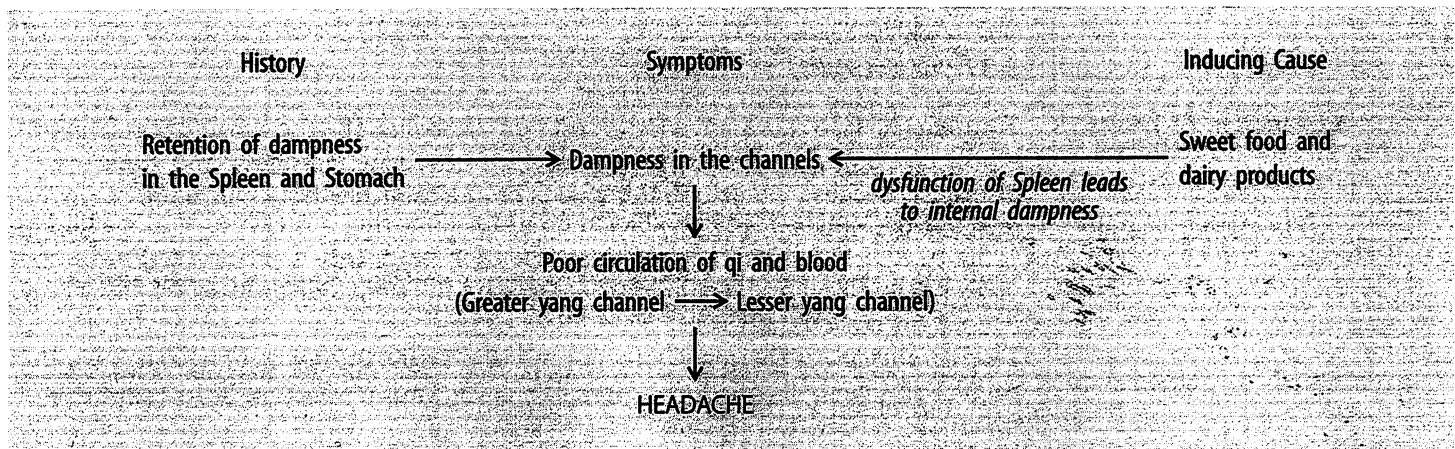 History Symptoms Inducing Cause
Retention of dampness
in the Spleen and Stomach
Dampness in the channels
Sweet food and
dairy products
dysfunction of Spleen leads
to internal dampness
Poor circulation of qi and blood
(Greater yang channel → Lesser yang channel)
HEADACHE